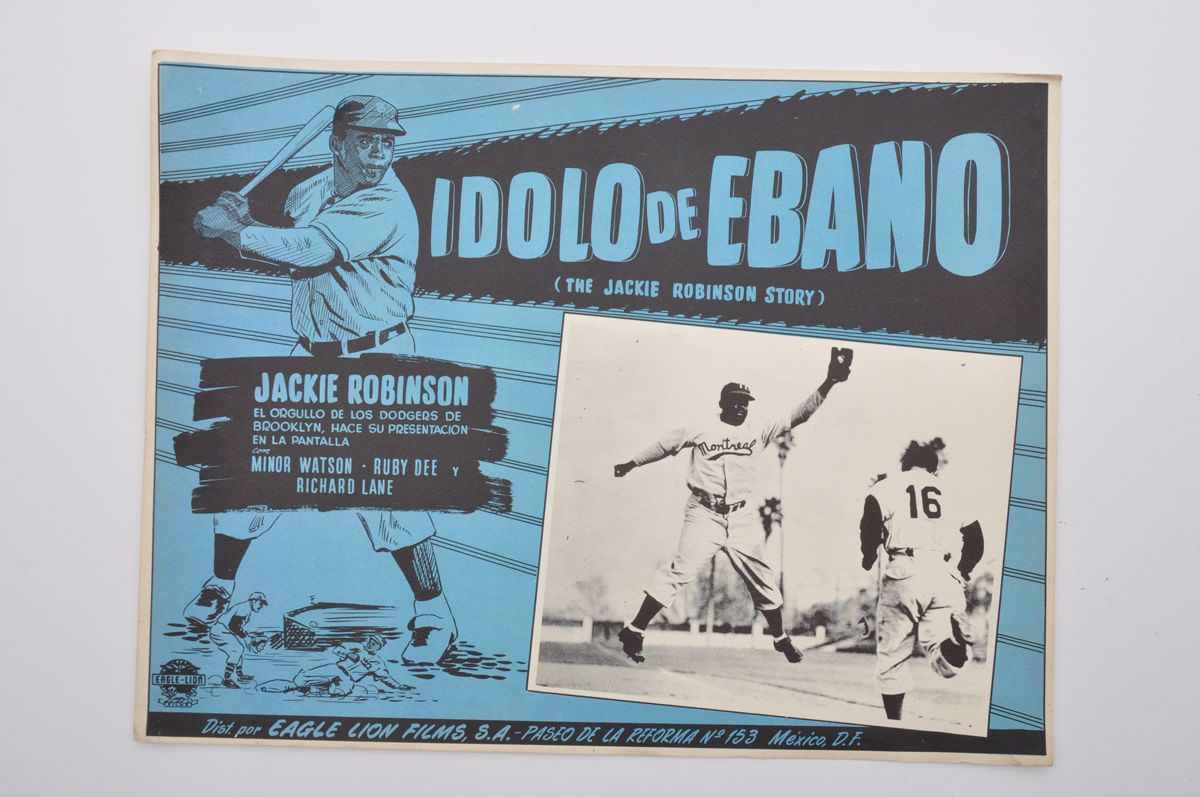 IDOLO DE EBANO
(THE JACKIE ROBINSON STORY)
JACKIE ROBINSON
EL ORGULLO DE LOS DODGERS DE
BROOKLYN, HACE SU PRESENTACION
EN LA PANTALLA
con
MINOR WATSON · RUBY DEE Y
RICHARD LANE
Montreal
16
EAGLE-LION
FILMS
Dist. por EAGLE LION FILMS, S.A. - PASEO DE LA REFORMA Nº 153 México, D.F.